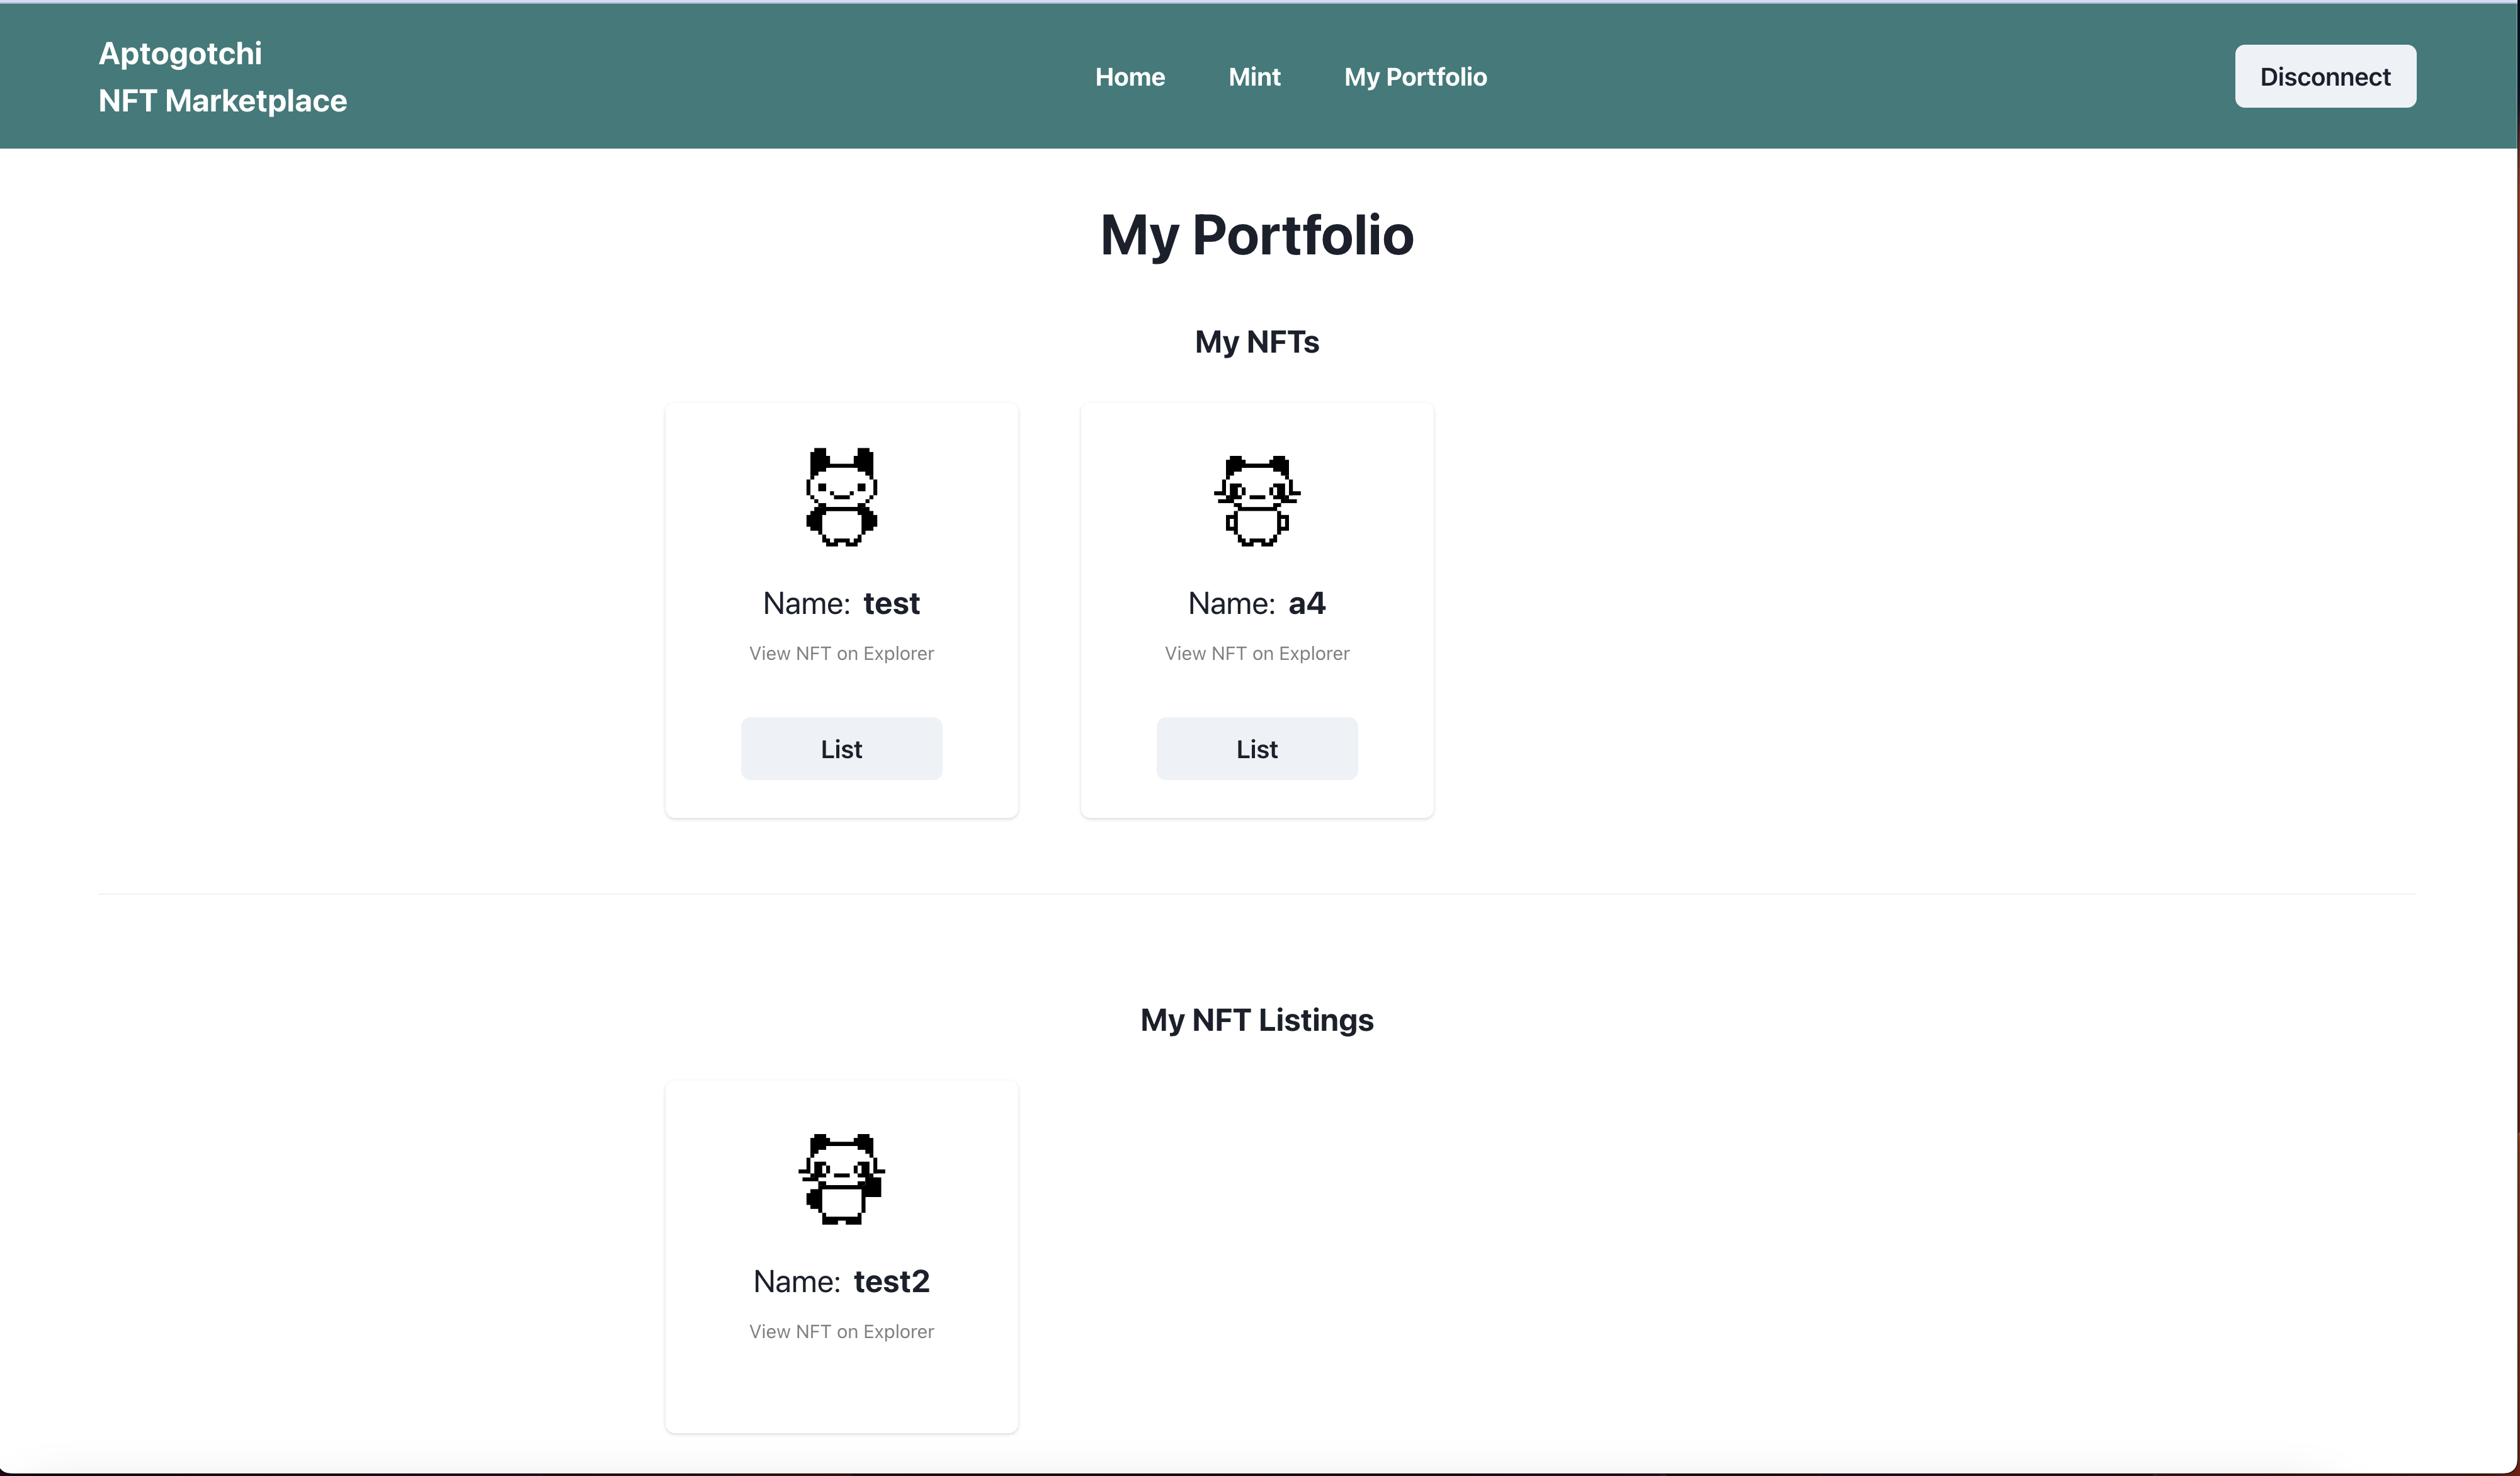 Aptogotchi
NFT Marketplace
Home
Mint
My Portfolio
Disconnect
My Portfolio
My NFTs
Name: test
View NFT on Explorer
List
Name: a4
View NFT on Explorer
List
My NFT Listings
Name: test2
View NFT on Explorer